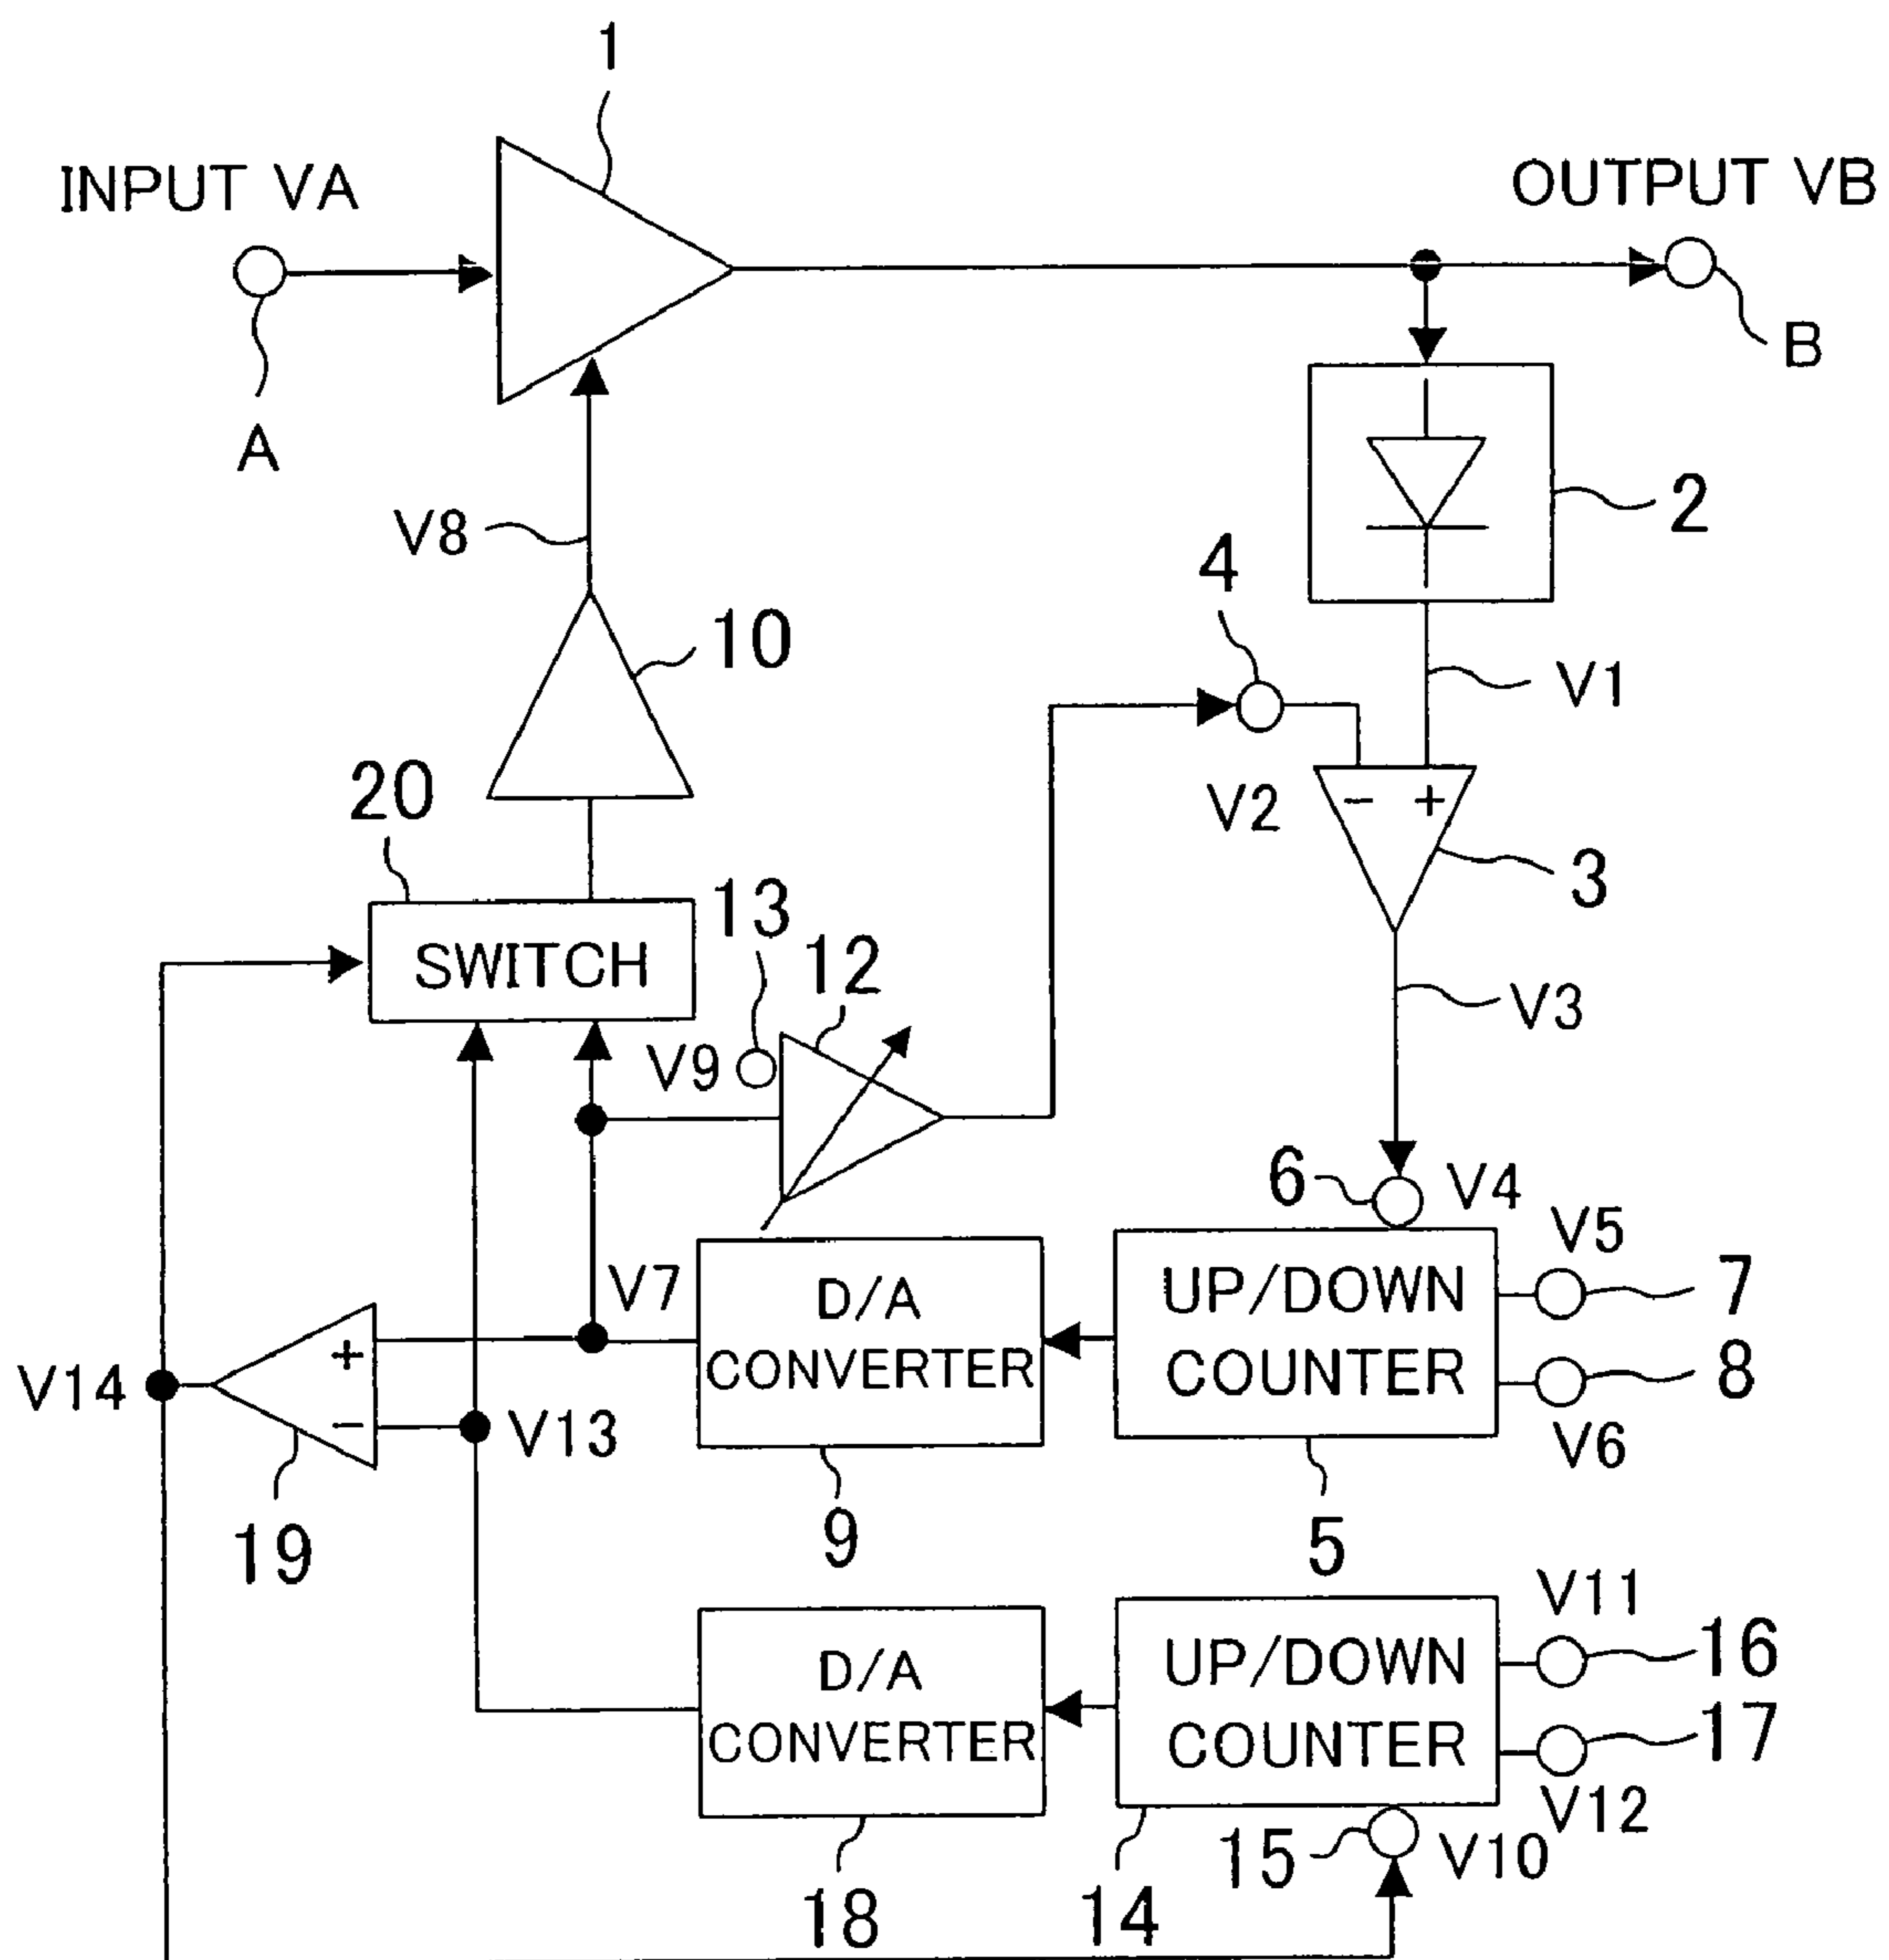 1
INPUT VA
OUTPUT VB
A
B
2
V8
4
10
V1
V2
- +
3
20
13
12
SWITCH
V9
V3
6
V4
V5
7
V7
D/A
CONVERTER
UP/DOWN
COUNTER
8
V6
+
-
V14
V13
19
9
5
V11
16
D/A
CONVERTER
UP/DOWN
COUNTER
17
V12
15
V10
18
14